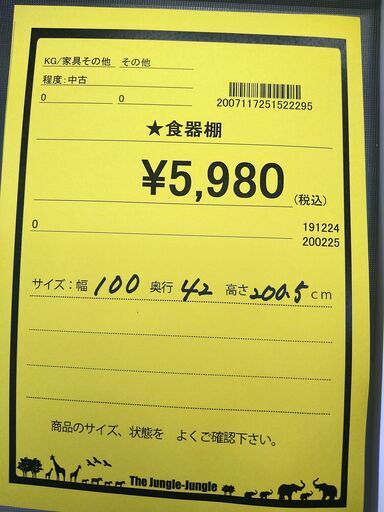 KG/家具その他 その他
程度:中古
0 0
2007117251522295
★食器棚
¥5,980 (税込)
0 191224
200225
サイズ:幅 100 奥行 42 高さ 200.5 cm
商品のサイズ、状態を よくご確認下さい。
The Jungle-Jungle